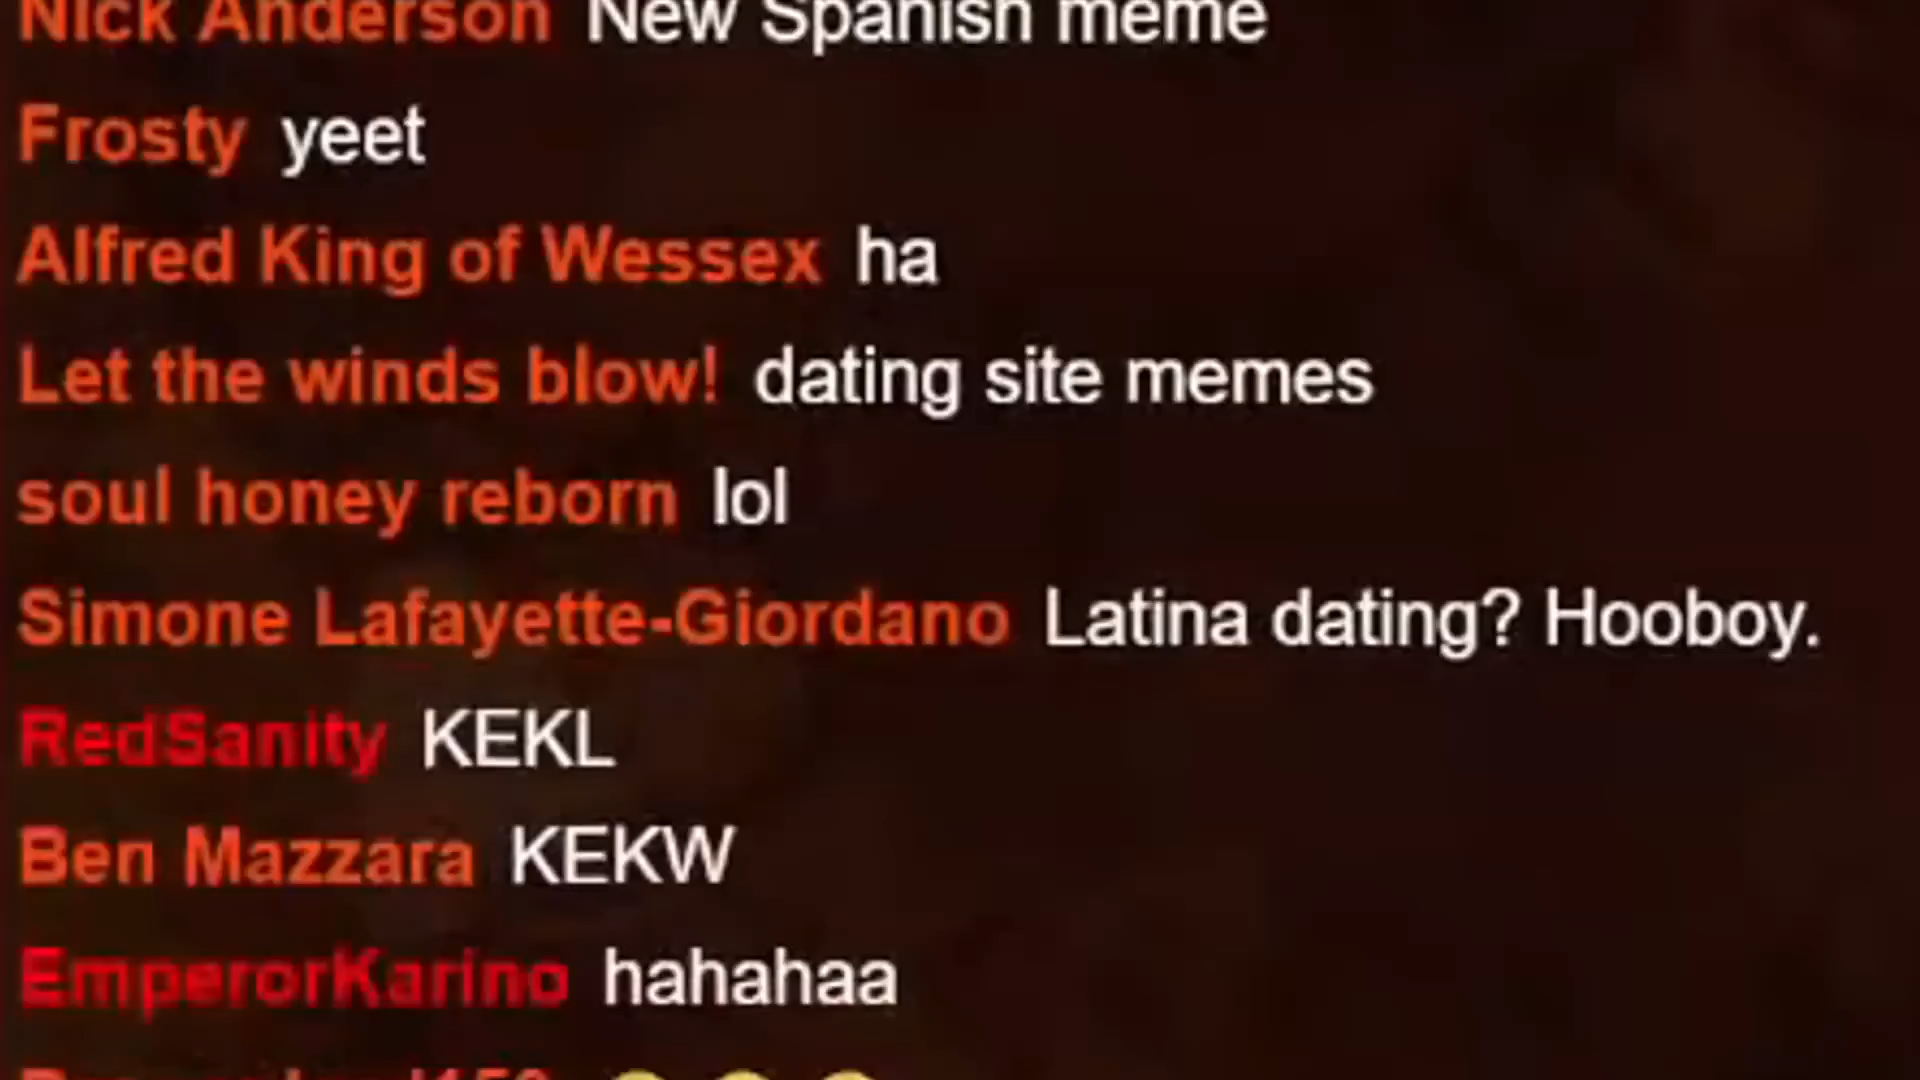 Nick Anderson New Spanish meme
Frosty yeet
Alfred King of Wessex ha
Let the winds blow! dating site memes
soul honey reborn lol
Simone Lafayette-Giordano Latina dating? Hooboy.
RedSanity KEKL
Ben Mazzara KEKW
EmperorKarino hahahaa